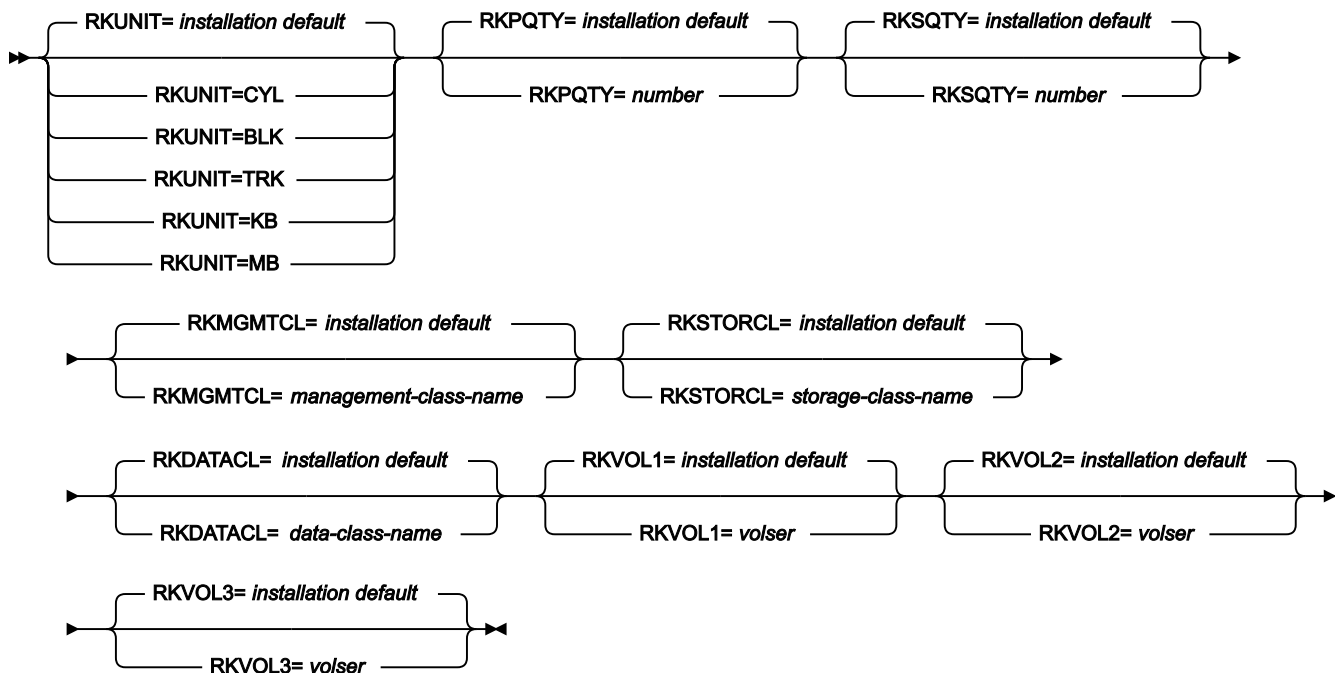 RKUNIT= installation default RKPQTY= installation default RKSQTY= installation default
RKUNIT=CYL RKPQTY= number RKSQTY= number
RKUNIT=BLK
RKUNIT=TRK
RKUNIT=KB
RKUNIT=MB
RKMGMTCL= installation default RKSTORCL= installation default
RKMGMTCL= management-class-name RKSTORCL= storage-class-name
RKDATACL= installation default RKVOL1= installation default RKVOL2= installation default
RKDATACL= data-class-name RKVOL1= volser RKVOL2= volser
RKVOL3= installation default
RKVOL3= volser